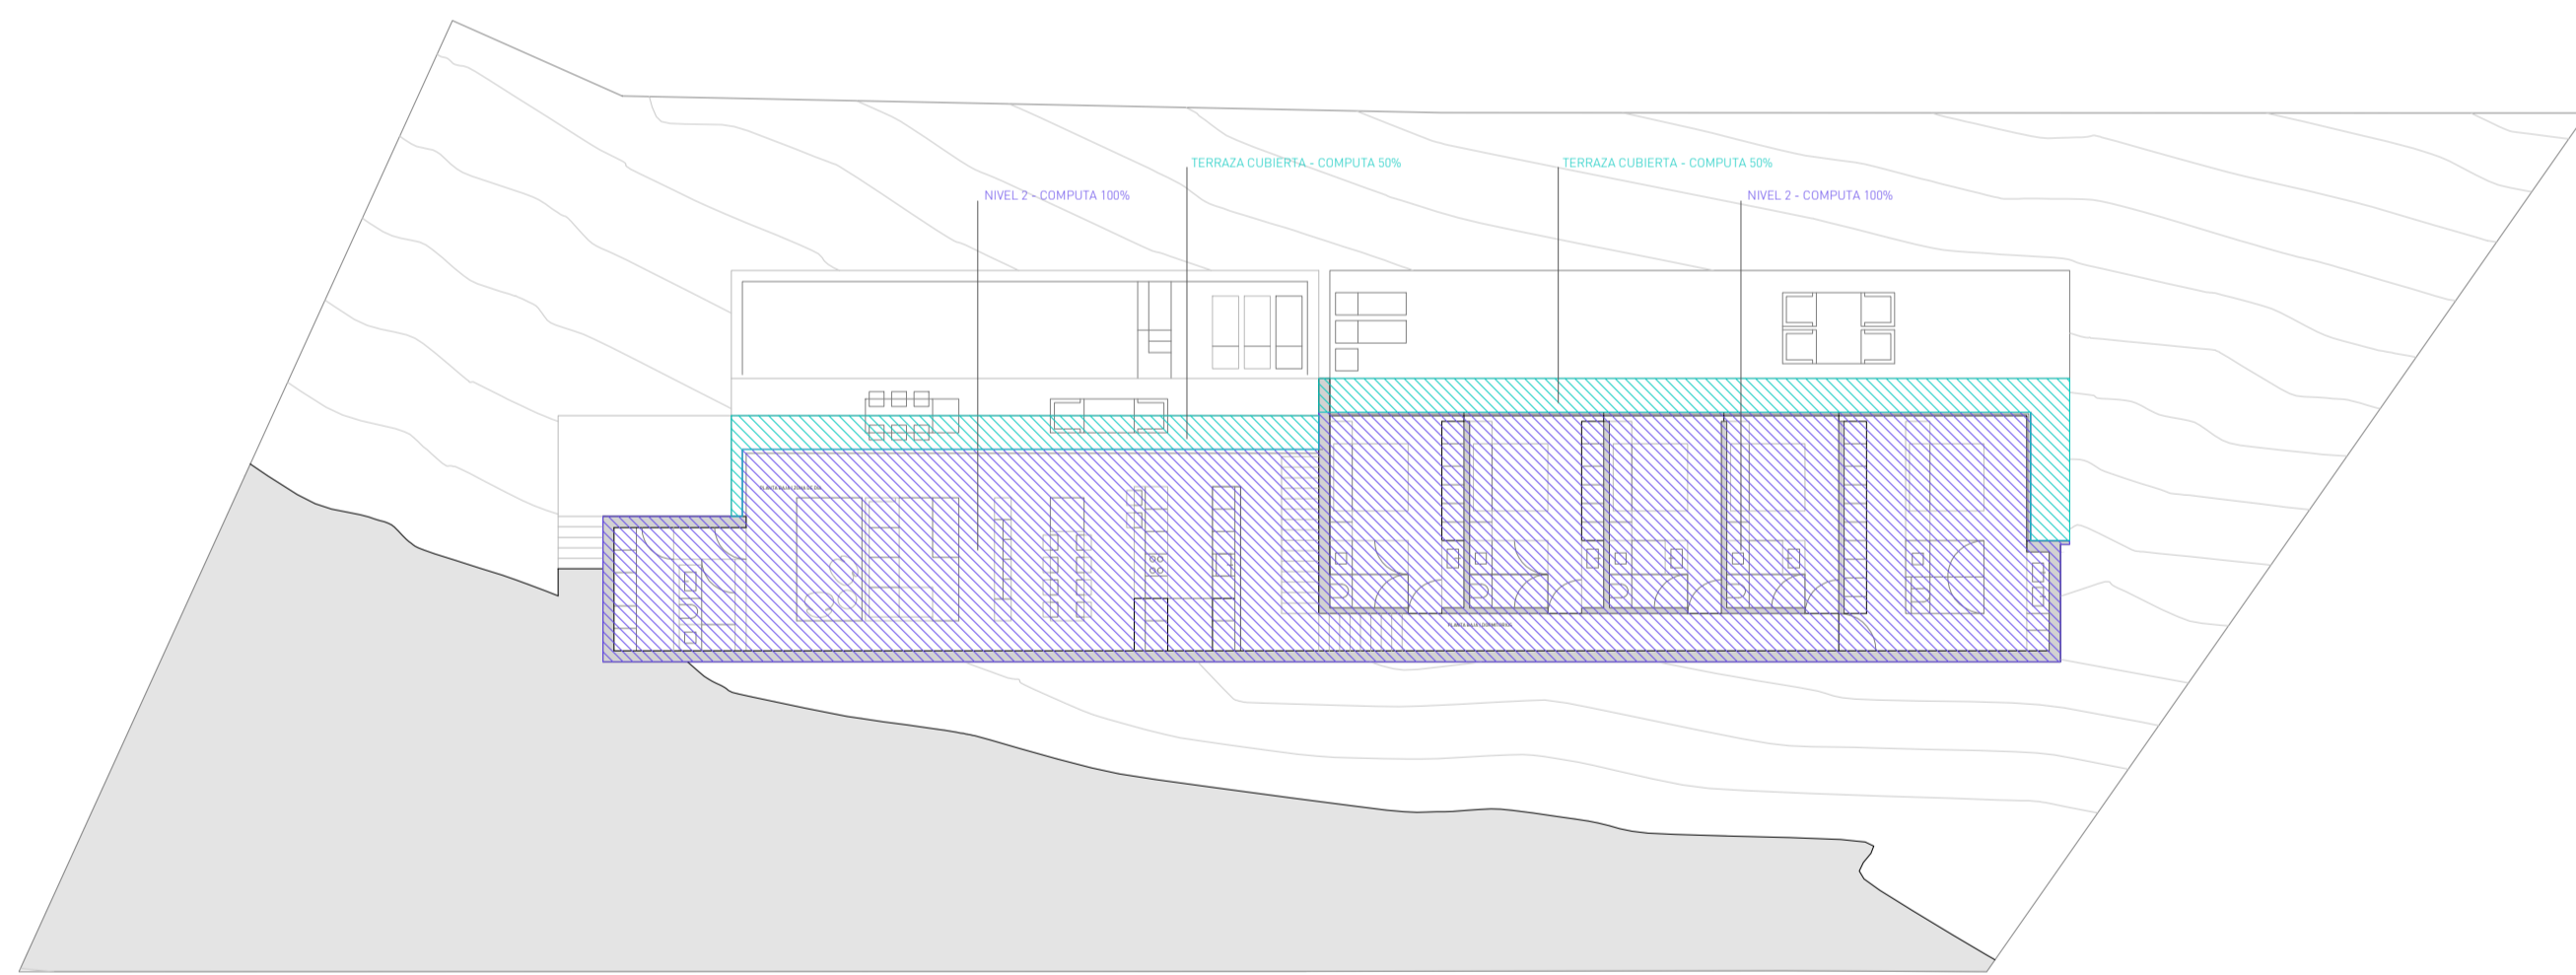 TERRAZA CUBIERTA - COMPUTA 50%
TERRAZA CUBIERTA - COMPUTA 50%
NIVEL 2 - COMPUTA 100%
NIVEL 2 - COMPUTA 100%